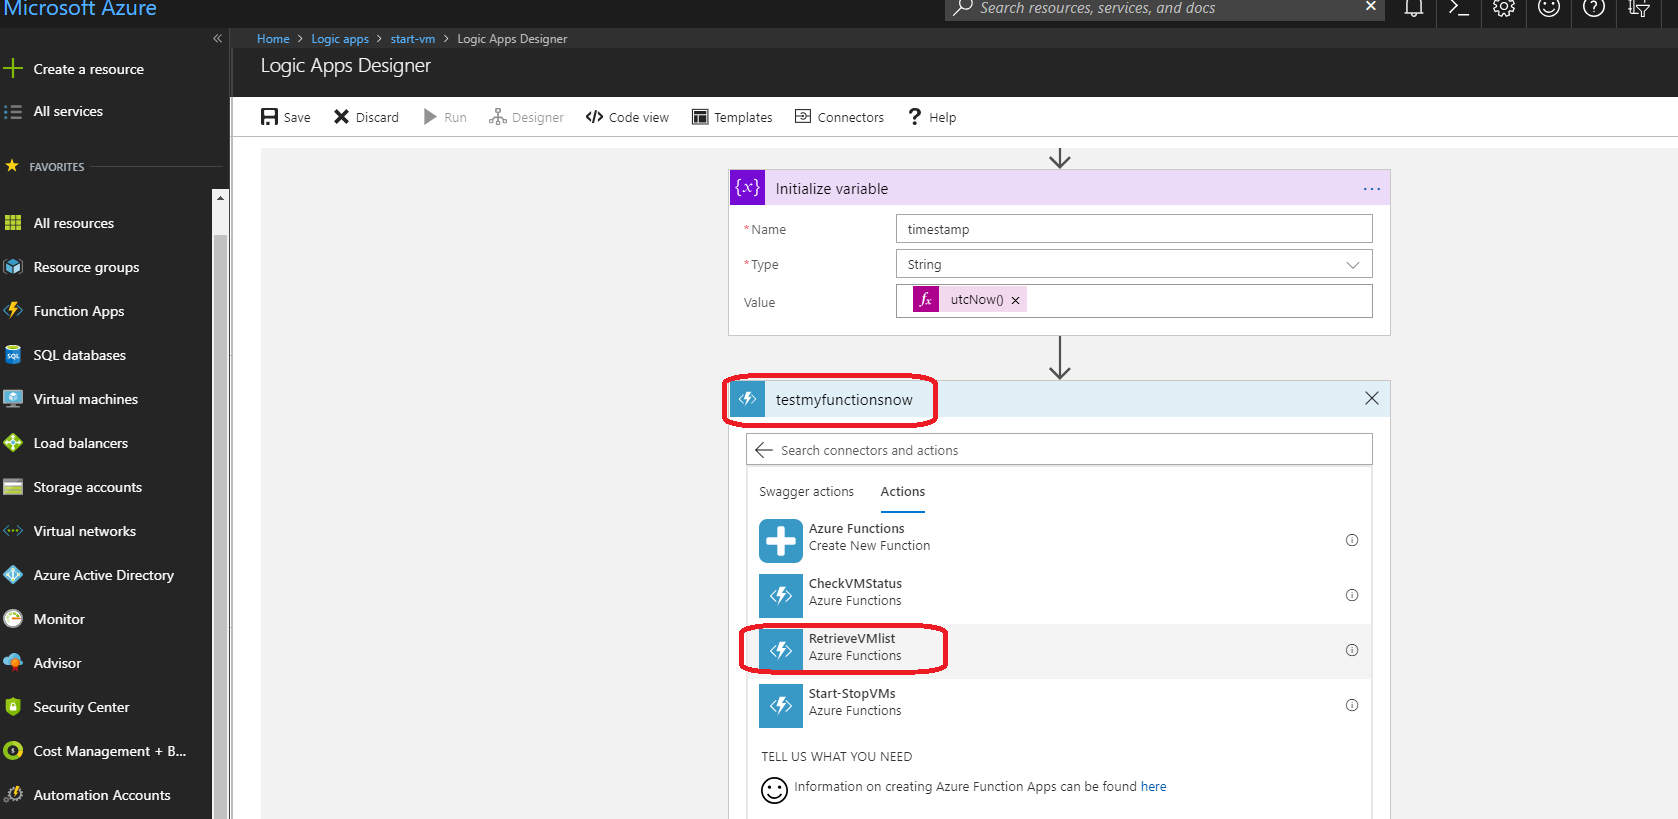 Microsoft Azure
Search resources, services, and docs
Home > Logic apps > start-vm > Logic Apps Designer
Logic Apps Designer
Create a resource
All services
FAVORITES
All resources
Resource groups
Function Apps
SQL databases
Virtual machines
Load balancers
Storage accounts
Virtual networks
Azure Active Directory
Monitor
Advisor
Security Center
Cost Management + B...
Automation Accounts
Save
Discard
Run
Designer
Code view
Templates
Connectors
Help
{x} Initialize variable ...
*Name timestamp
*Type String
Value fx utcNow() ×
testmyfunctionsnow
Search connectors and actions
Swagger actions Actions
Azure Functions
Create New Function
CheckVMStatus
Azure Functions
RetrieveVMlist
Azure Functions
Start-StopVMs
Azure Functions
TELL US WHAT YOU NEED
Information on creating Azure Function Apps can be found here